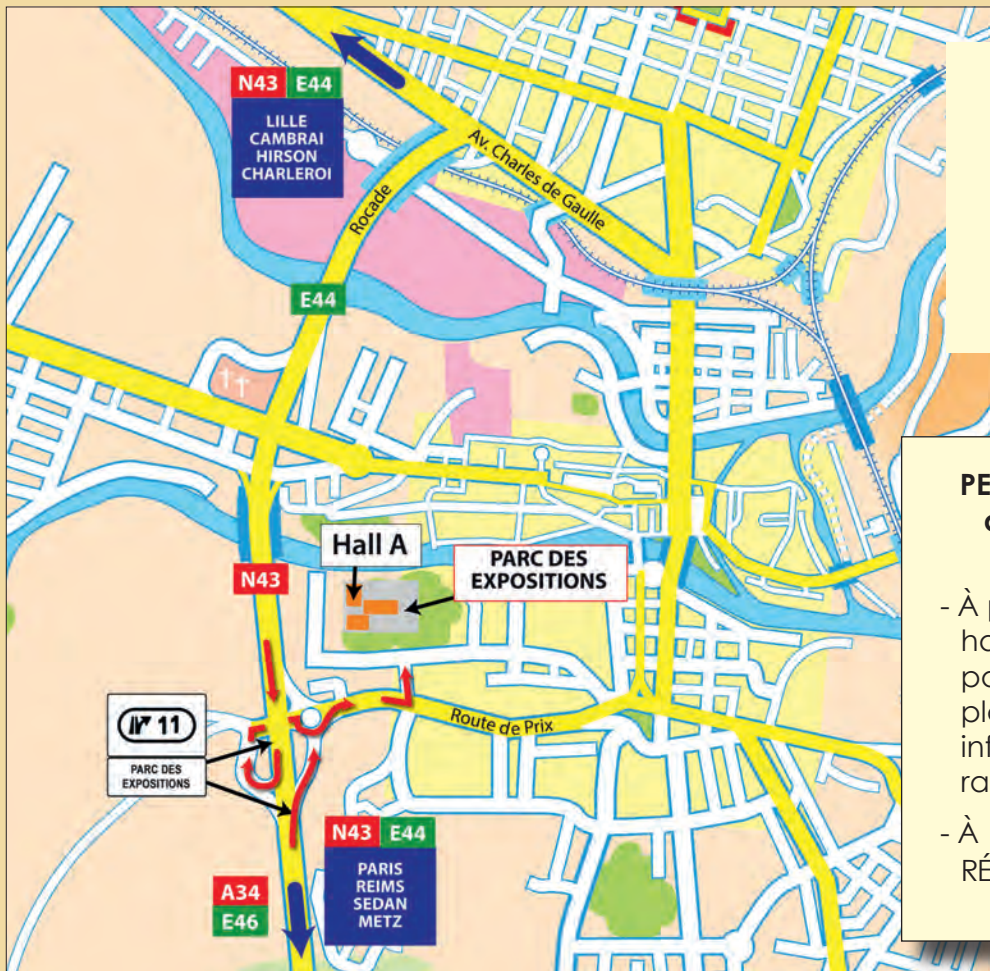 N43 E44
LILLE
CAMBRAI
HIRSON
CHARLEROI
Av. Charles de Gaulle
Rocade
E44
Hall A
PARC DES
EXPOSITIONS
N43
11
PARC DES
EXPOSITIONS
Route de Prix
N43 E44
PARIS
REIMS
SEDAN
METZ
A34
E46
- À
- À